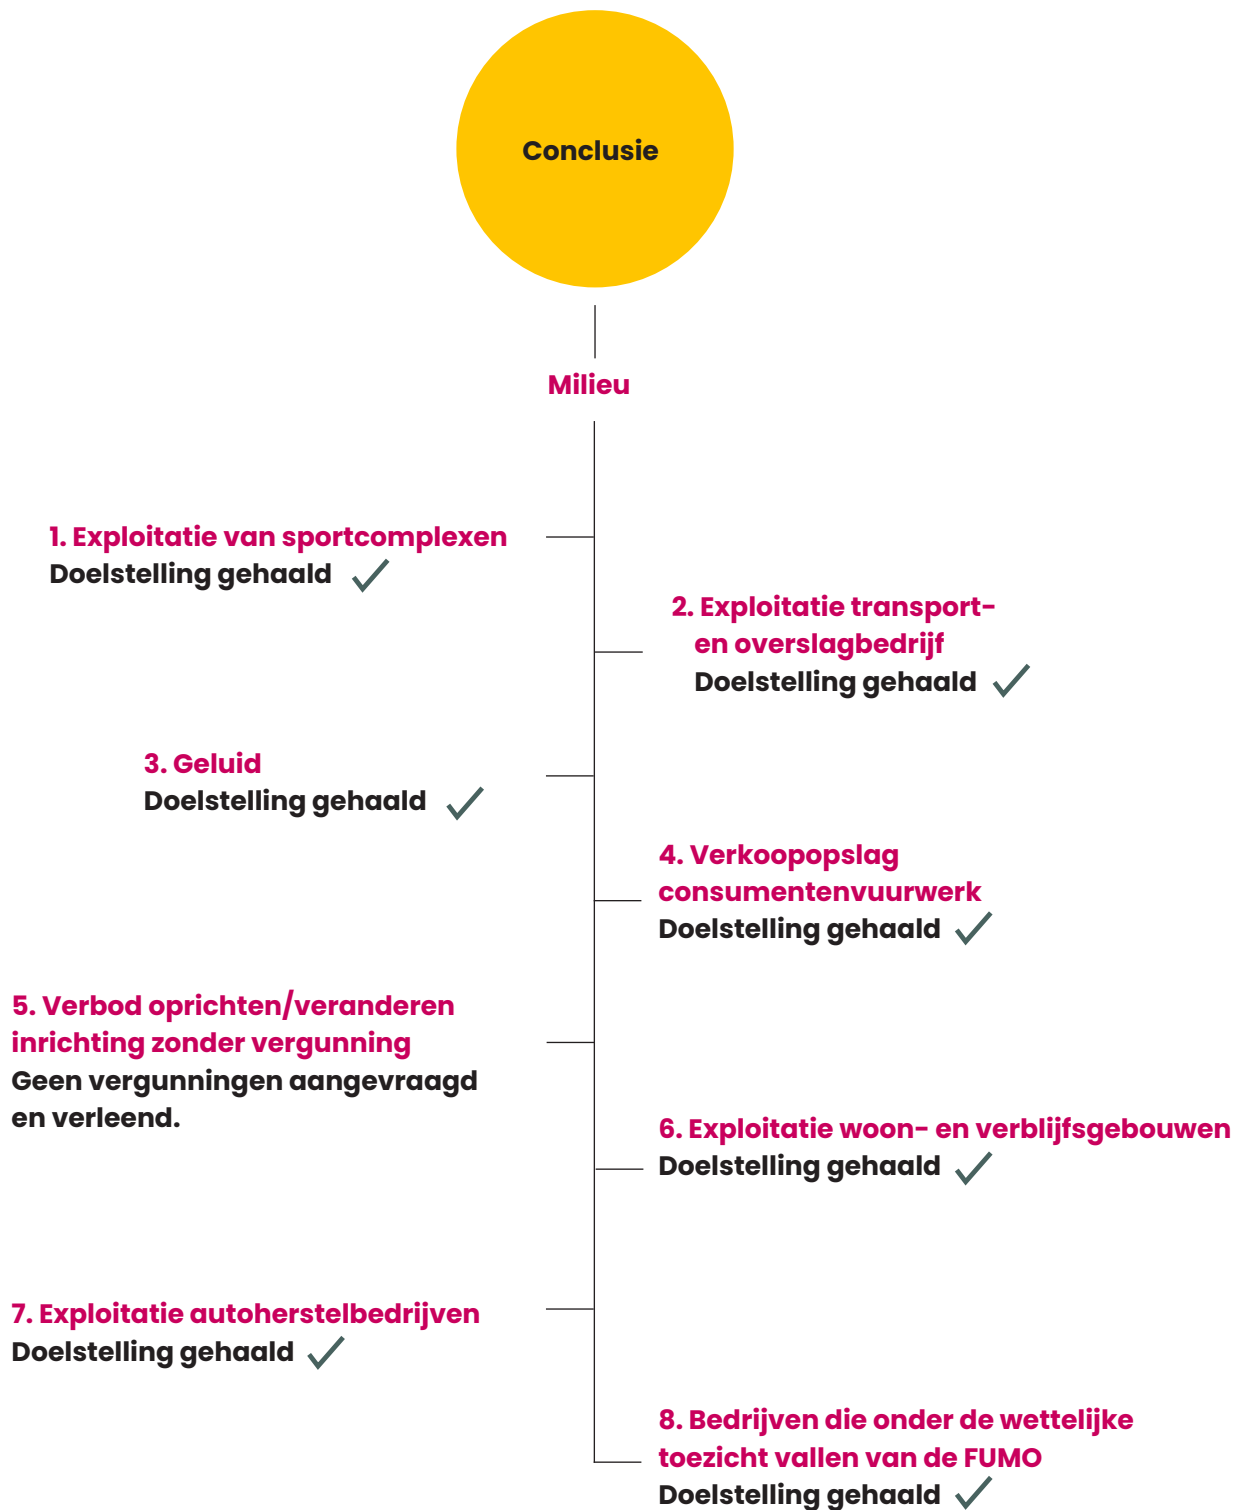 Conclusie
Milieu
1. Exploitatie van sportcomplexen
Doelstelling gehaald
2. Exploitatie transport-
en overslagbedrijf
Doelstelling gehaald
3. Geluid
Doelstelling gehaald
4. Verkoopopslag
consumentenvuurwerk
Doelstelling gehaald
5. Verbod oprichten/veranderen
inrichting zonder vergunning
Geen vergunningen aangevraagd
en verleend.
6. Exploitatie woon- en verblijfsgebouwen
Doelstelling gehaald
7. Exploitatie autoherstelbedrijven
Doelstelling gehaald
8. Bedrijven die onder de wettelijke
toezicht vallen van de FUMO
Doelstelling gehaald